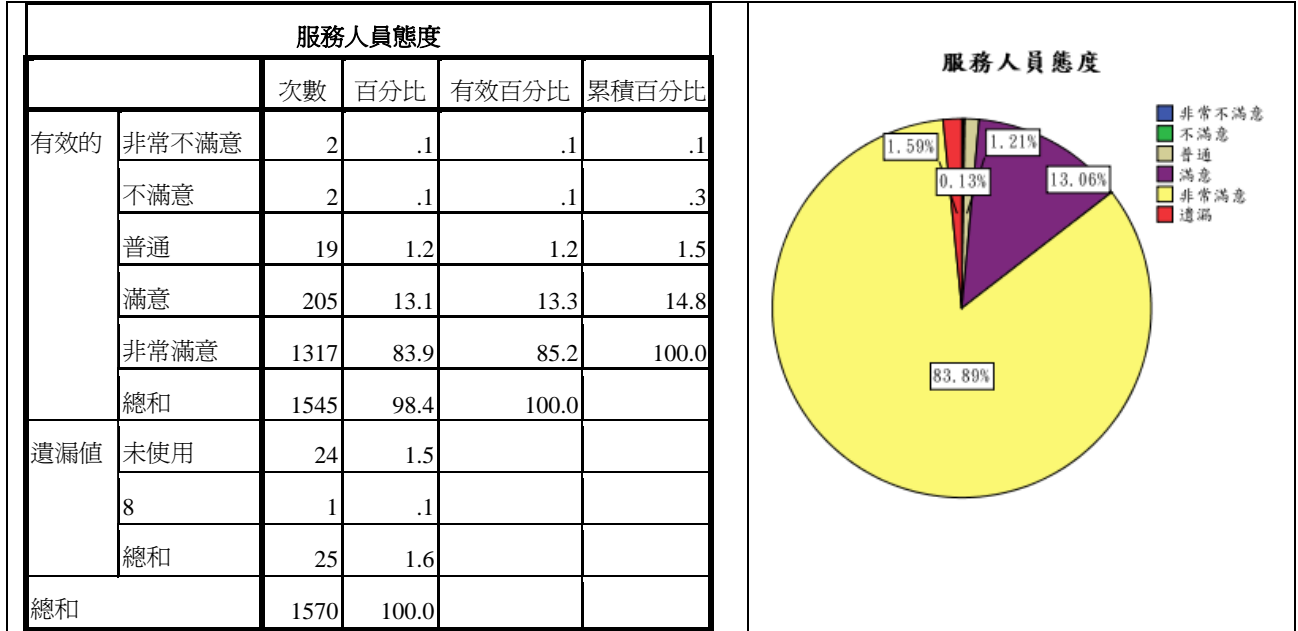 服務人員態度
次數 百分比 有效百分比 累積百分比
有效的 非常不滿意 2 .1 .1 .1
不滿意 2 .1 .1 .3
普通 19 1.2 1.2 1.5
滿意 205 13.1 13.3 14.8
非常滿意 1317 83.9 85.2 100.0
總和 1545 98.4 100.0
遺漏值 未使用 24 1.5
8 1 .1
總和 25 1.6
總和 1570 100.0
服務人員態度
非常不滿意
不滿意
普通
滿意
非常滿意
遺漏
1.59%
1.21%
0.13%
13.06%
83.89%